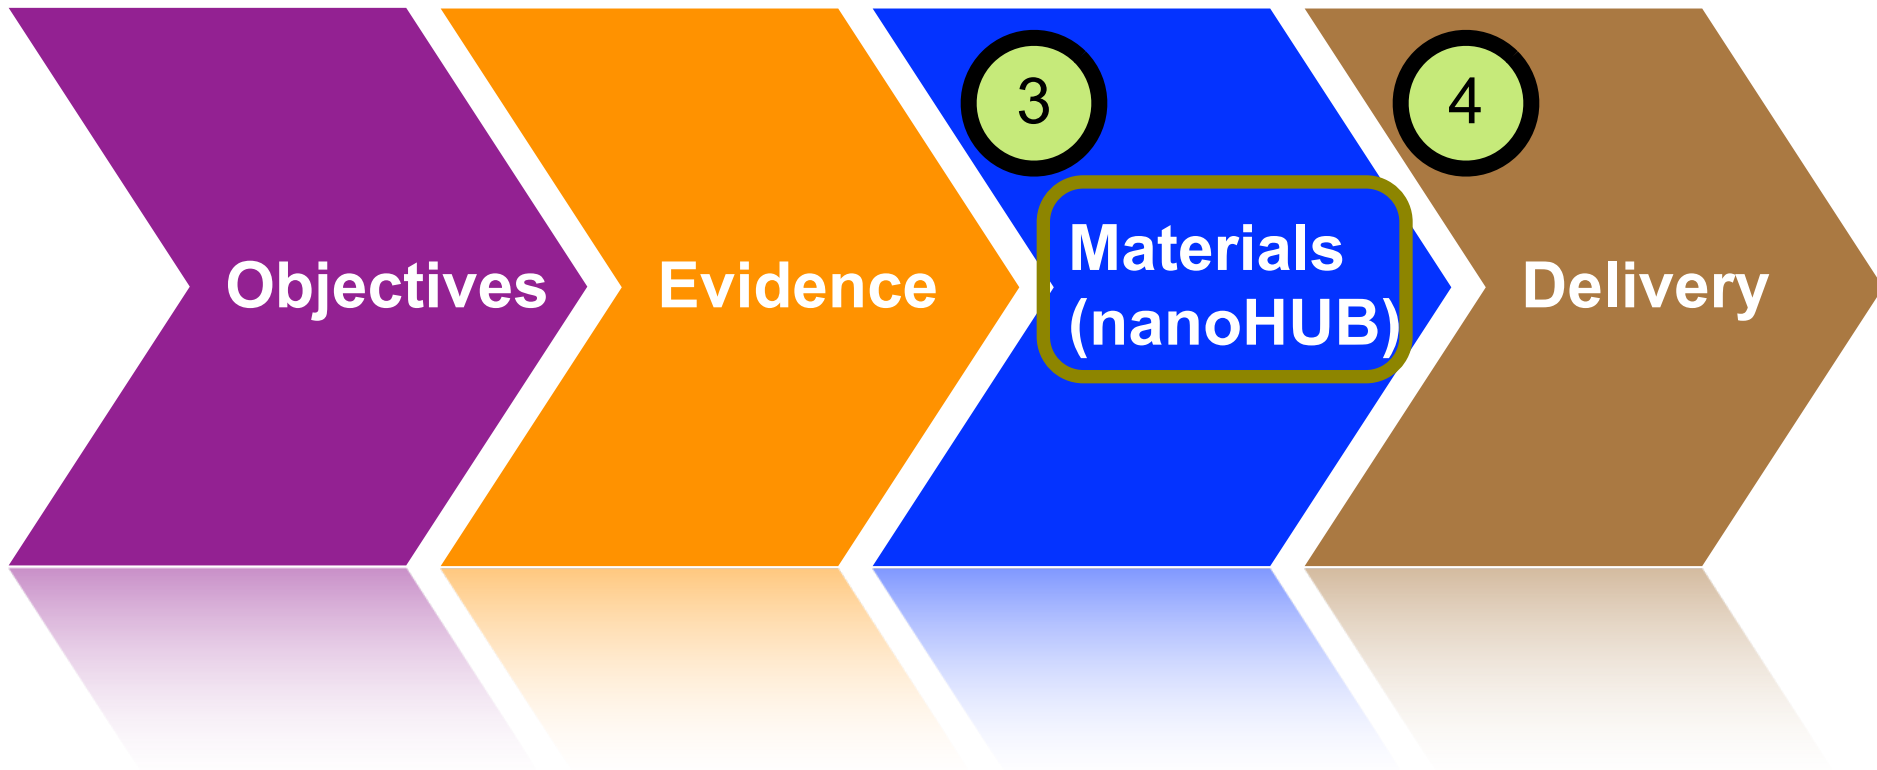 Objectives
Evidence
3
Materials
(nanoHUB)
4
Delivery